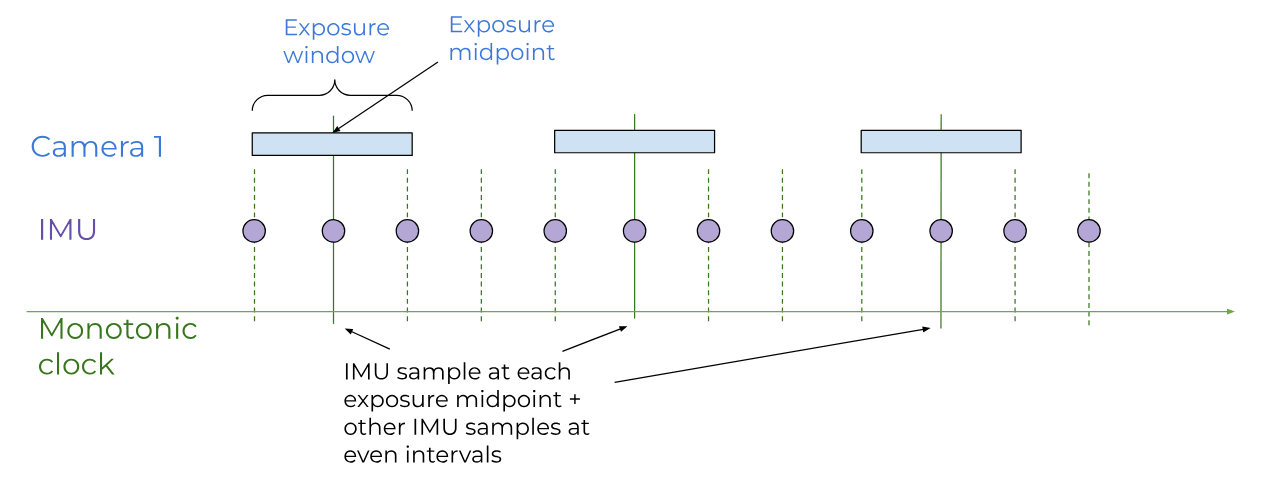 Exposure
window
Exposure
midpoint
Camera 1
IMU
Monotonic
clock
IMU sample at each
exposure midpoint +
other IMU samples at
even intervals